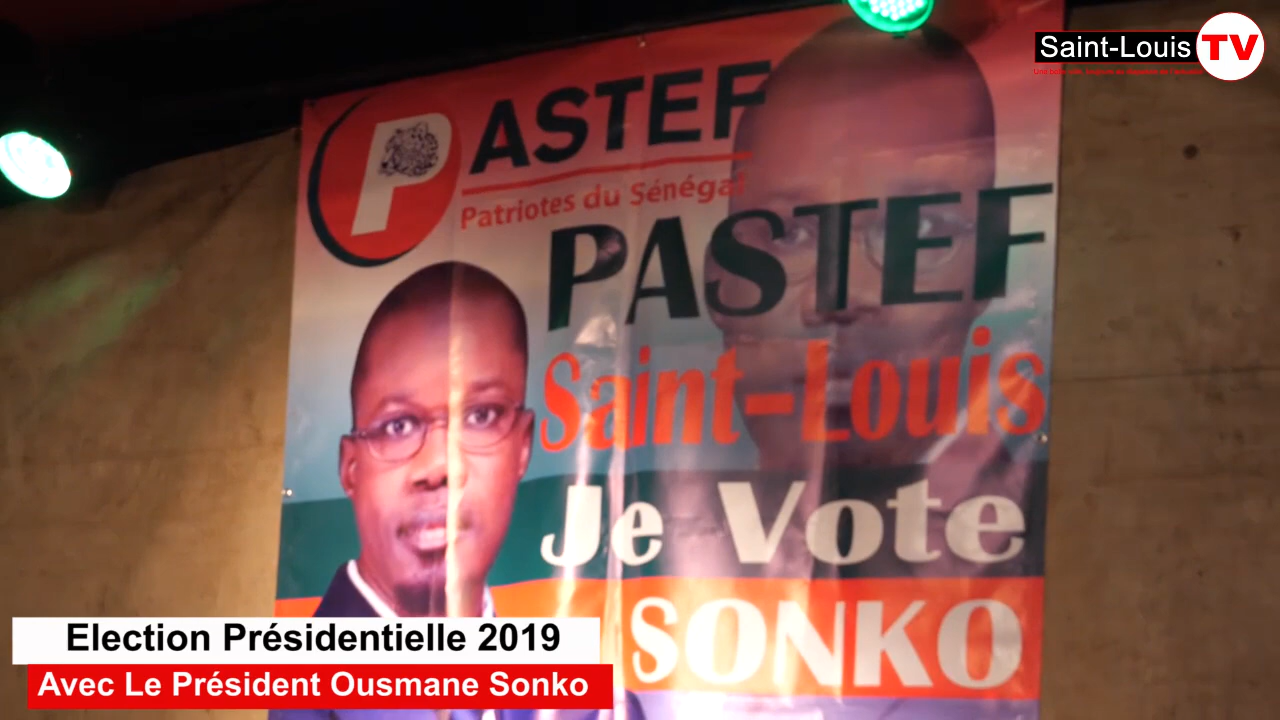 Saint-Louis TV
PASTEF
Patriotes du Sénégal
PASTEF
Saint-Louis
Je Vote
SONKO
Election Présidentielle 2019
Avec Le Président Ousmane Sonko